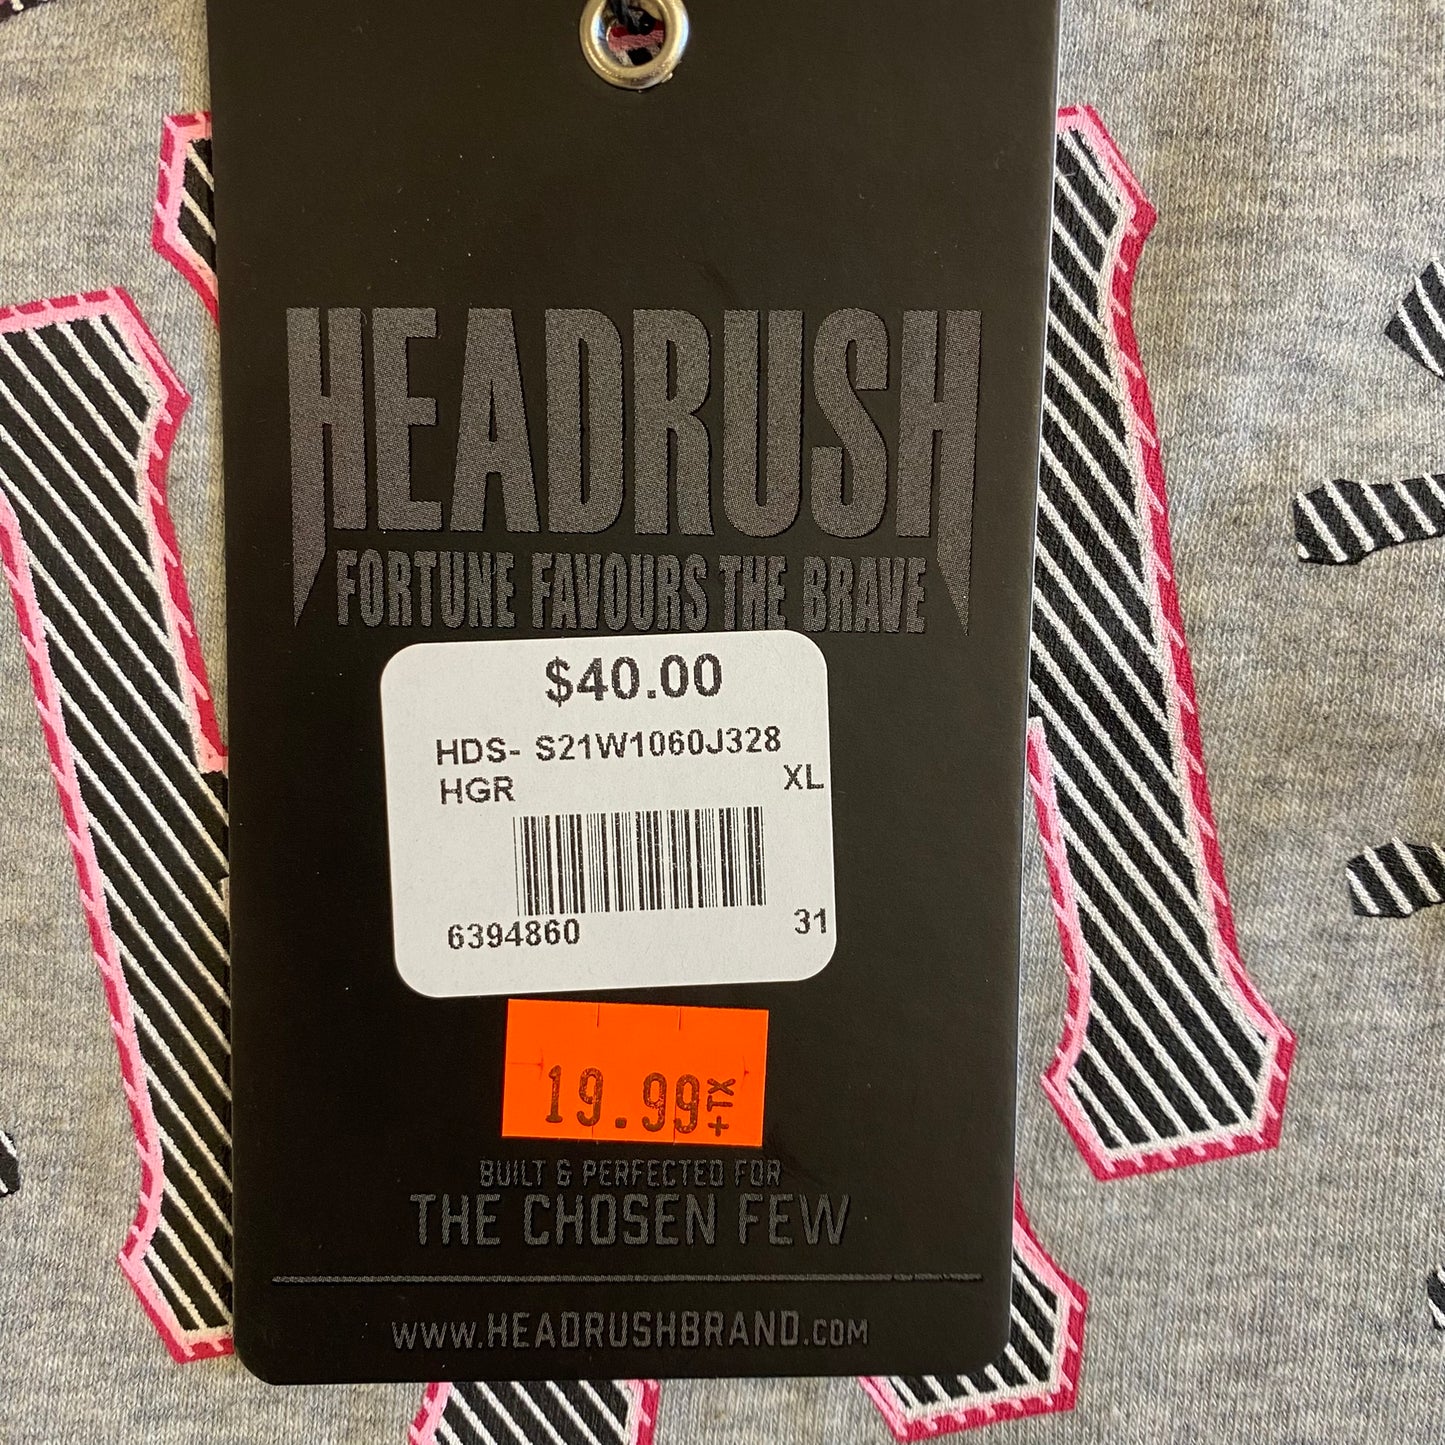 HEADRUSH
FORTUNE FAVOURS THE BRAVE
$40.00
HDS- S21W1060J328
HGR XL
6394860 31
19.99 +TX
BUILT & PERFECTED FOR
THE CHOSEN FEW
WWW.HEADRUSHBRAND.COM